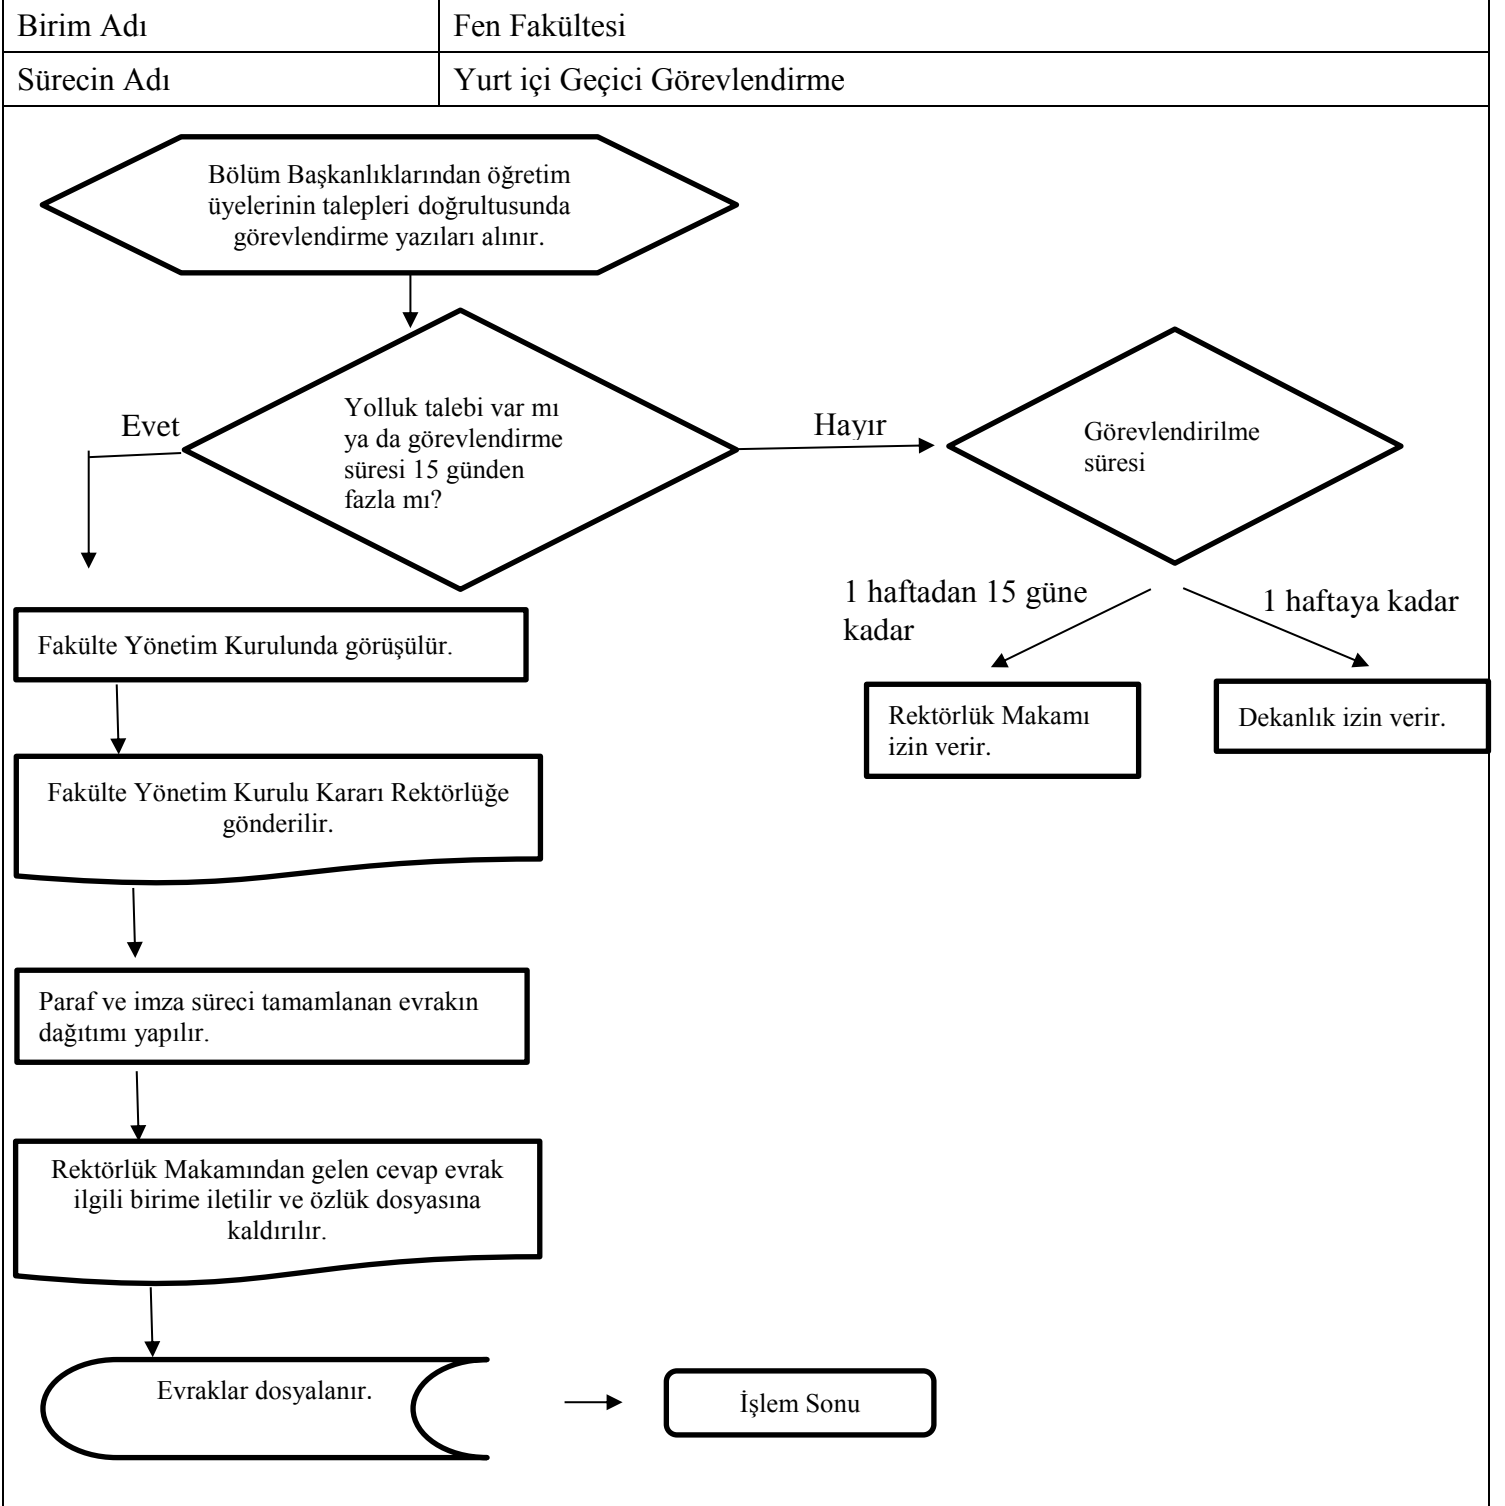 Birim Adı
Fen Fakültesi
Sürecin Adı
Yurt içi Geçici Görevlendirme
Bölüm Başkanlıklarından öğretim
üyelerinin talepleri doğrultusunda
görevlendirme yazıları alınır.
Evet
Yolluk talebi var mı
ya da görevlendirme
süresi 15 günden
fazla mı?
Hayır
Görevlendirilme
süresi
1 haftadan 15 güne
kadar
1 haftaya kadar
Fakülte Yönetim Kurulunda görüşülür.
Rektörlük Makamı
izin verir.
Dekanlık izin verir.
Fakülte Yönetim Kurulu Kararı Rektörlüğe
gönderilir.
Paraf ve imza süreci tamamlanan evrakın
dağıtımı yapılır.
Rektörlük Makamından gelen cevap evrak
ilgili birime iletilir ve özlük dosyasına
kaldırılır.
Evraklar dosyalanır.
İşlem Sonu